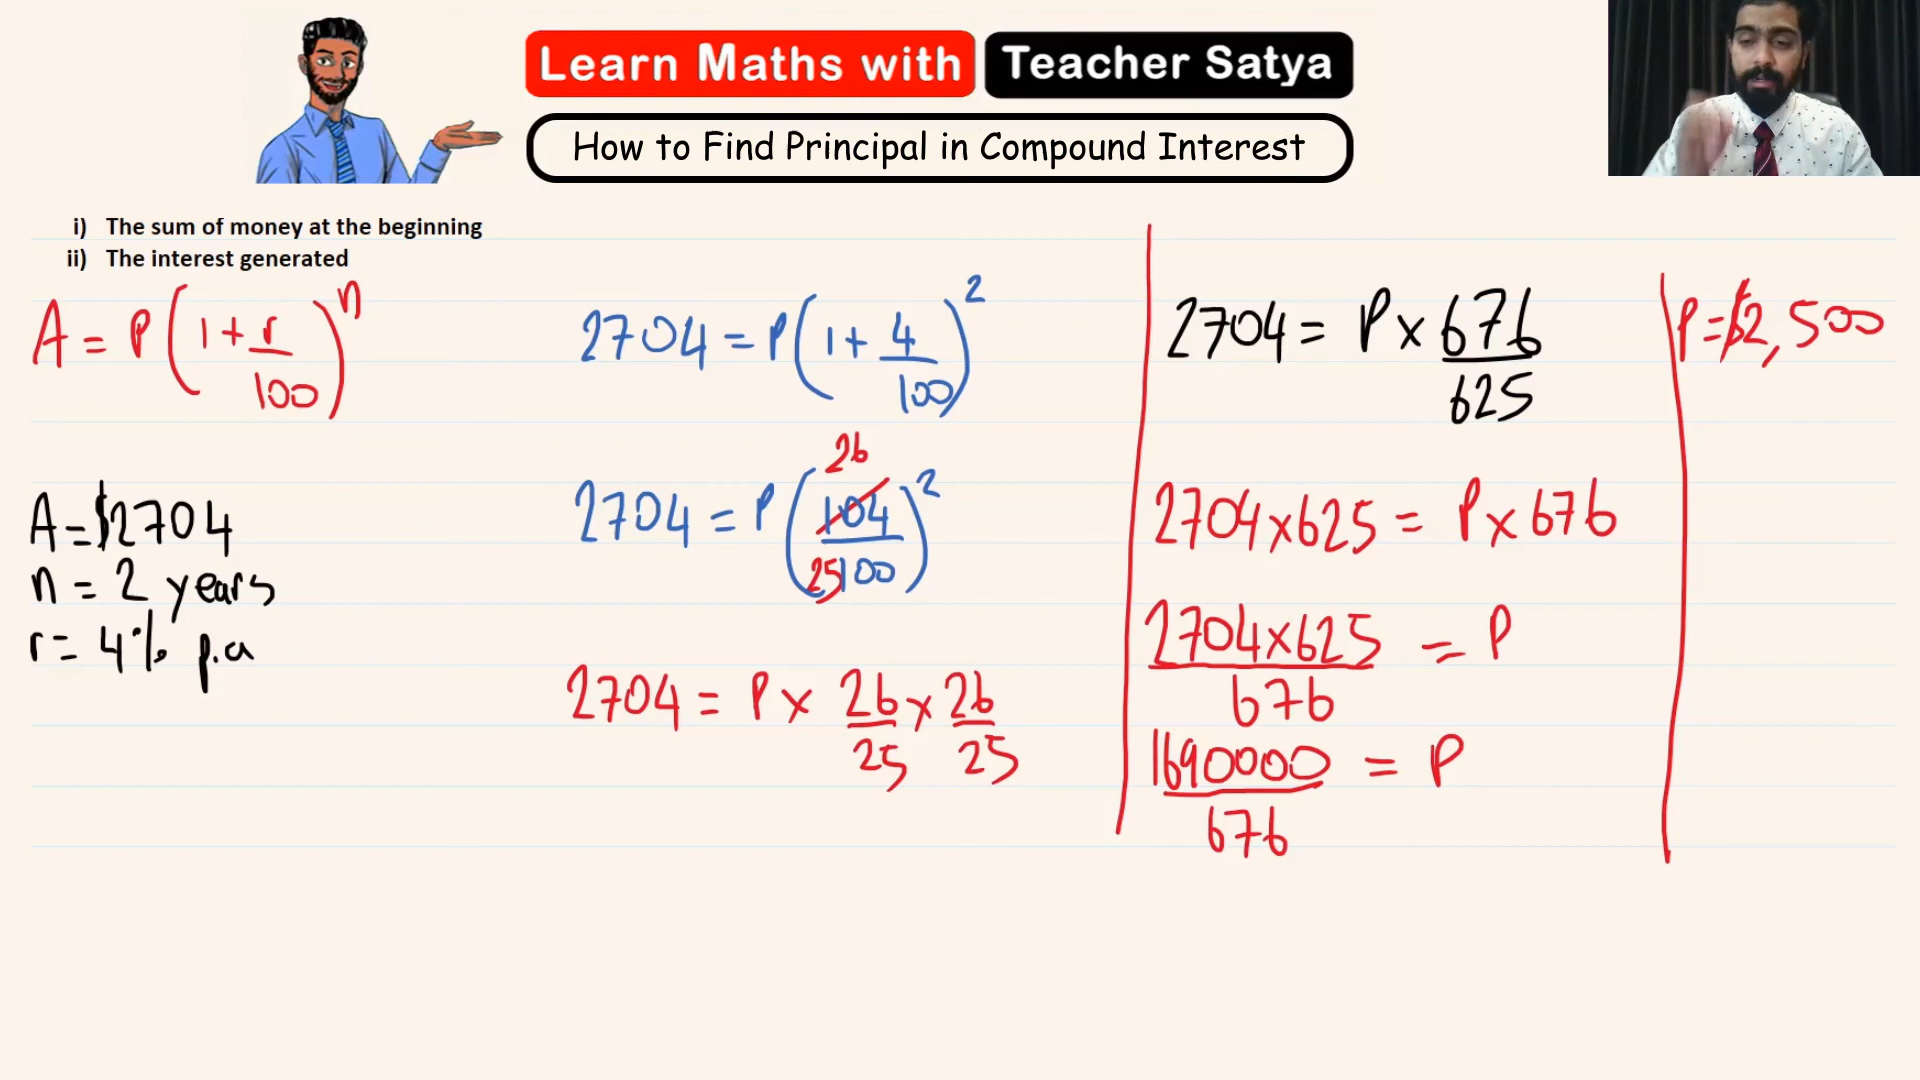 Learn Maths with Teacher Satya
How to Find Principal in Compound Interest
i) The sum of money at the beginning
ii) The interest generated
A = P(1 + r/100)^n
A = $2704
n = 2 years
r = 4% p.a
2704 = P(1 + 4/100)^2
26
2704 = P(104/100)^2
25
2704 = P × 26/25 × 26/25
2704 = P × 676/625
2704 × 625 = P × 676
2704 × 625/676 = P
1690000/676 = P
P = $2,500